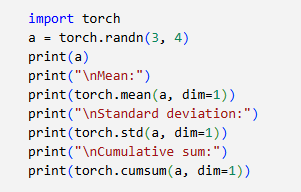 import torch
a = torch.randn(3, 4)
print(a)
print("\nMean:")
print(torch.mean(a, dim=1))
print("\nStandard deviation:")
print(torch.std(a, dim=1))
print("\nCumulative sum:")
print(torch.cumsum(a, dim=1))